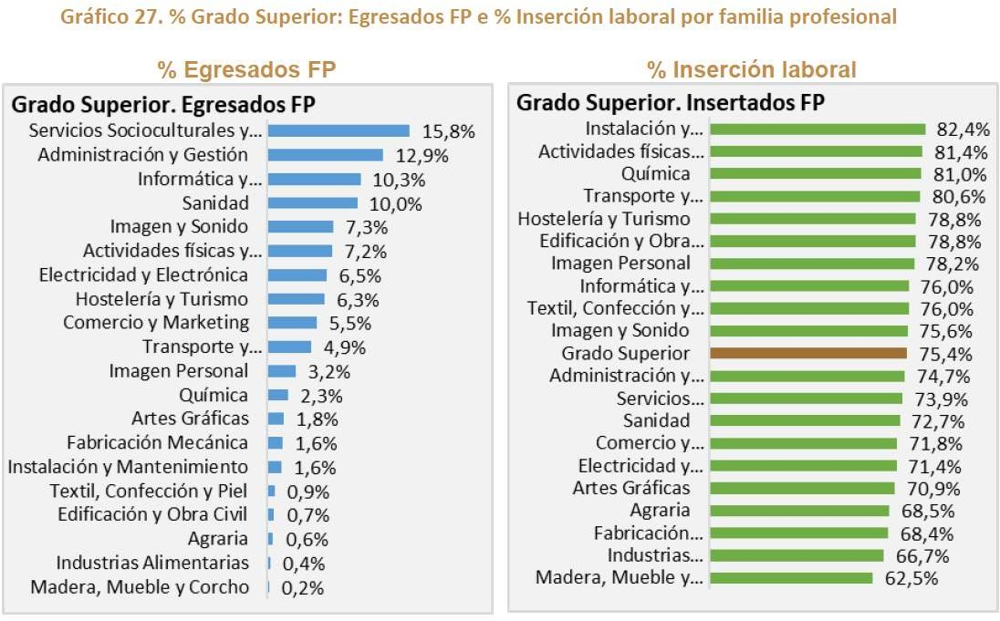 Gráfico 27. % Grado Superior: Egresados FP e % Inserción laboral por familia profesional
% Egresados FP
Grado Superior. Egresados FP
Servicios Socioculturales y... 15,8%
Administración y Gestión 12,9%
Informática y... 10,3%
Sanidad 10,0%
Imagen y Sonido 7,3%
Actividades físicas y... 7,2%
Electricidad y Electrónica 6,5%
Hostelería y Turismo 6,3%
Comercio y Marketing 5,5%
Transporte y... 4,9%
Imagen Personal 3,2%
Química 2,3%
Artes Gráficas 1,8%
Fabricación Mecánica 1,6%
Instalación y Mantenimiento 1,6%
Textil, Confección y Piel 0,9%
Edificación y Obra Civil 0,7%
Agraria 0,6%
Industrias Alimentarias 0,4%
Madera, Mueble y Corcho 0,2%
% Inserción laboral
Grado Superior. Insertados FP
Instalación y... 82,4%
Actividades físicas... 81,4%
Química 81,0%
Transporte y... 80,6%
Hostelería y Turismo 78,8%
Edificación y Obra... 78,8%
Imagen Personal 78,2%
Informática y... 76,0%
Textil, Confección y... 76,0%
Imagen y Sonido 75,6%
Grado Superior 75,4%
Administración y... 74,7%
Servicios... 73,9%
Sanidad 72,7%
Comercio y... 71,8%
Electricidad y... 71,4%
Artes Gráficas 70,9%
Agraria 68,5%
Fabricación... 68,4%
Industrias... 66,7%
Madera, Mueble y... 62,5%